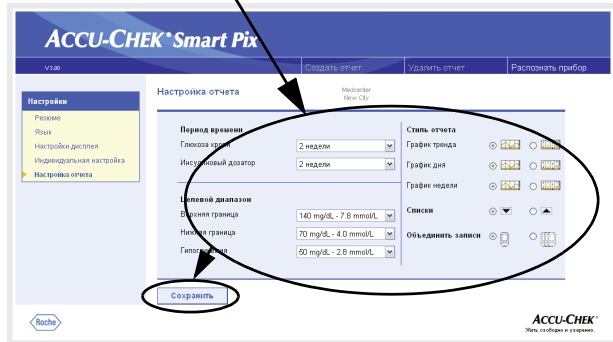 ACCU-CHEK® Smart Pix
V3.00
Создать отчет
Удалить отчет
Распознать прибор
Настройки
Резюме
Язык
Настройки дисплея
Индивидуальная настройка
Настройка отчета
Настройка отчета
Medcenter
New City
Период времени
Глюкоза крови
2 недели
Инсулиновый дозатор
2 недели
Целевой диапазон
Верхняя граница
140 mg/dL - 7.8 mmol/L
Нижняя граница
70 mg/dL - 4.0 mmol/L
Гипогликемия
50 mg/dL - 2.8 mmol/L
Стиль отчета
График тренда
График дня
График недели
Списки
Объединить записи
Сохранить
Roche
ACCU-CHEK®
Жить свободно и уверенно.